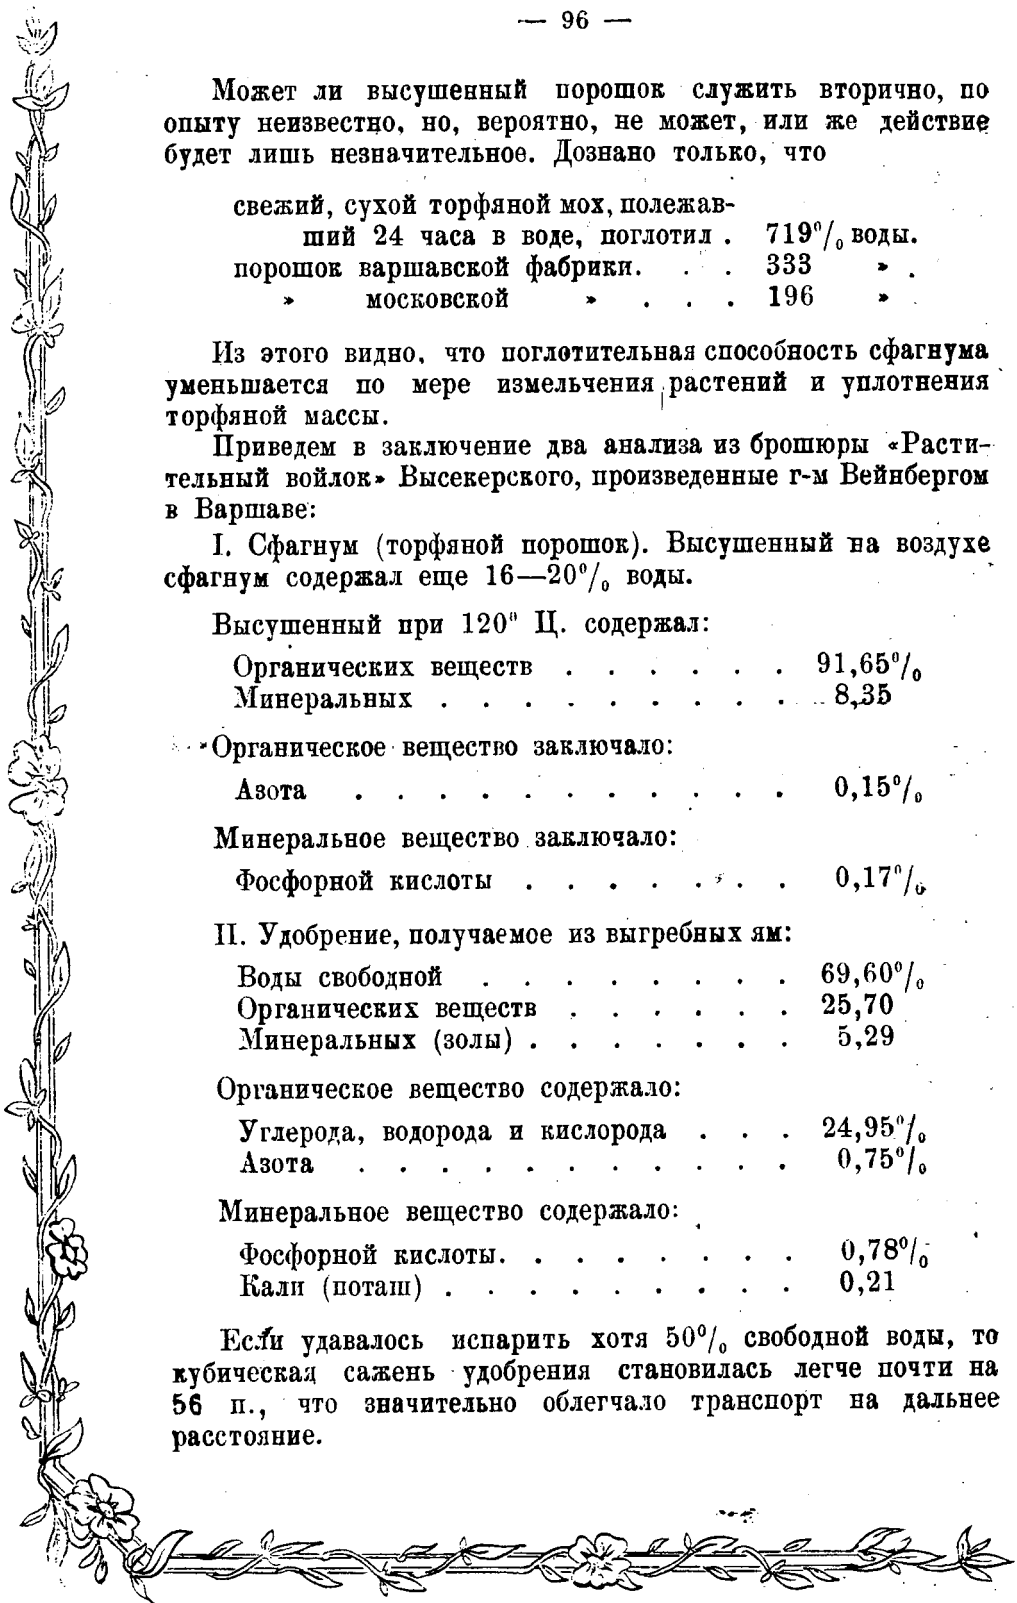 — 96 —
Может ли высушенный порошок служить вторично, по
опыту неизвестно, но, вероятно, не может, или же действие
будет лишь незначительное. Дознано только, что
свежий, сухой торфяной мох, полежав-
ший 24 часа в воде, поглотил . 719% воды.
порошок варшавской фабрики. . . 333 » .
» московской » . . . . 196 » .
Из этого видно, что поглотительная способность сфагнума
уменьшается по мере измельчения растений и уплотнения
торфяной массы.
Приведем в заключение два анализа из брошюры «Расти-
тельный войлок» Высекерского, произведенные г-м Вейнбергом
в Варшаве:
I. Сфагнум (торфяной порошок). Высушенный на воздухе
сфагнум содержал еще 16—20% воды.
Высушенный при 120° Ц. содержал:
Органических веществ . . . . . . 91,65%
Минеральных . . . . . . . . . 8,35
Органическое вещество заключало:
Азота . . . . . . . . . . . 0,15%
Минеральное вещество заключало:
Фосфорной кислоты . . . . . . . 0,17%
II. Удобрение, получаемое из выгребных ям:
Воды свободной . . . . . . . . 69,60%
Органических веществ . . . . . . 25,70
Минеральных (золы) . . . . . . . 5,29
Органическое вещество содержало:
Углерода, водорода и кислорода . . . 24,95%
Азота . . . . . . . . . . . 0,75%
Минеральное вещество содержало:
Фосфорной кислоты. . . . . . . . 0,78%
Кали (поташ) . . . . . . . . . 0,21
Если удавалось испарить хотя 50% свободной воды, то
кубическая сажень удобрения становилась легче почти на
56 п., что значительно облегчало транспорт на дальнее
расстояние.